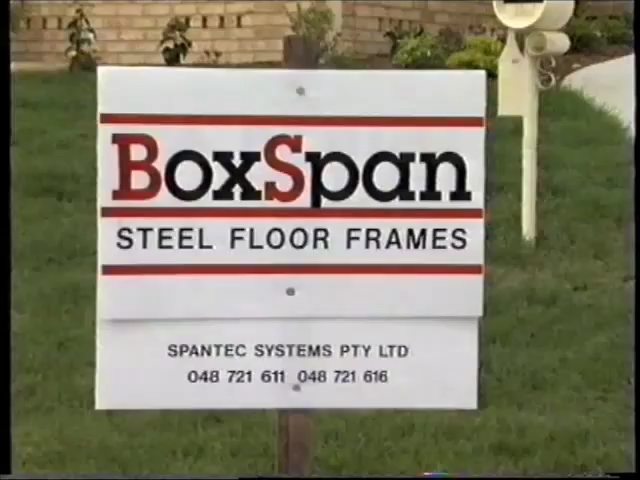 BoxSpan
STEEL FLOOR FRAMES
SPANTEC SYSTEMS PTY LTD
048 721 611 048 721 616